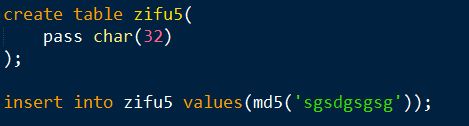 create table zifu5(
    pass char(32)
);
insert into zifu5 values(md5('sgsdgsgsg'));